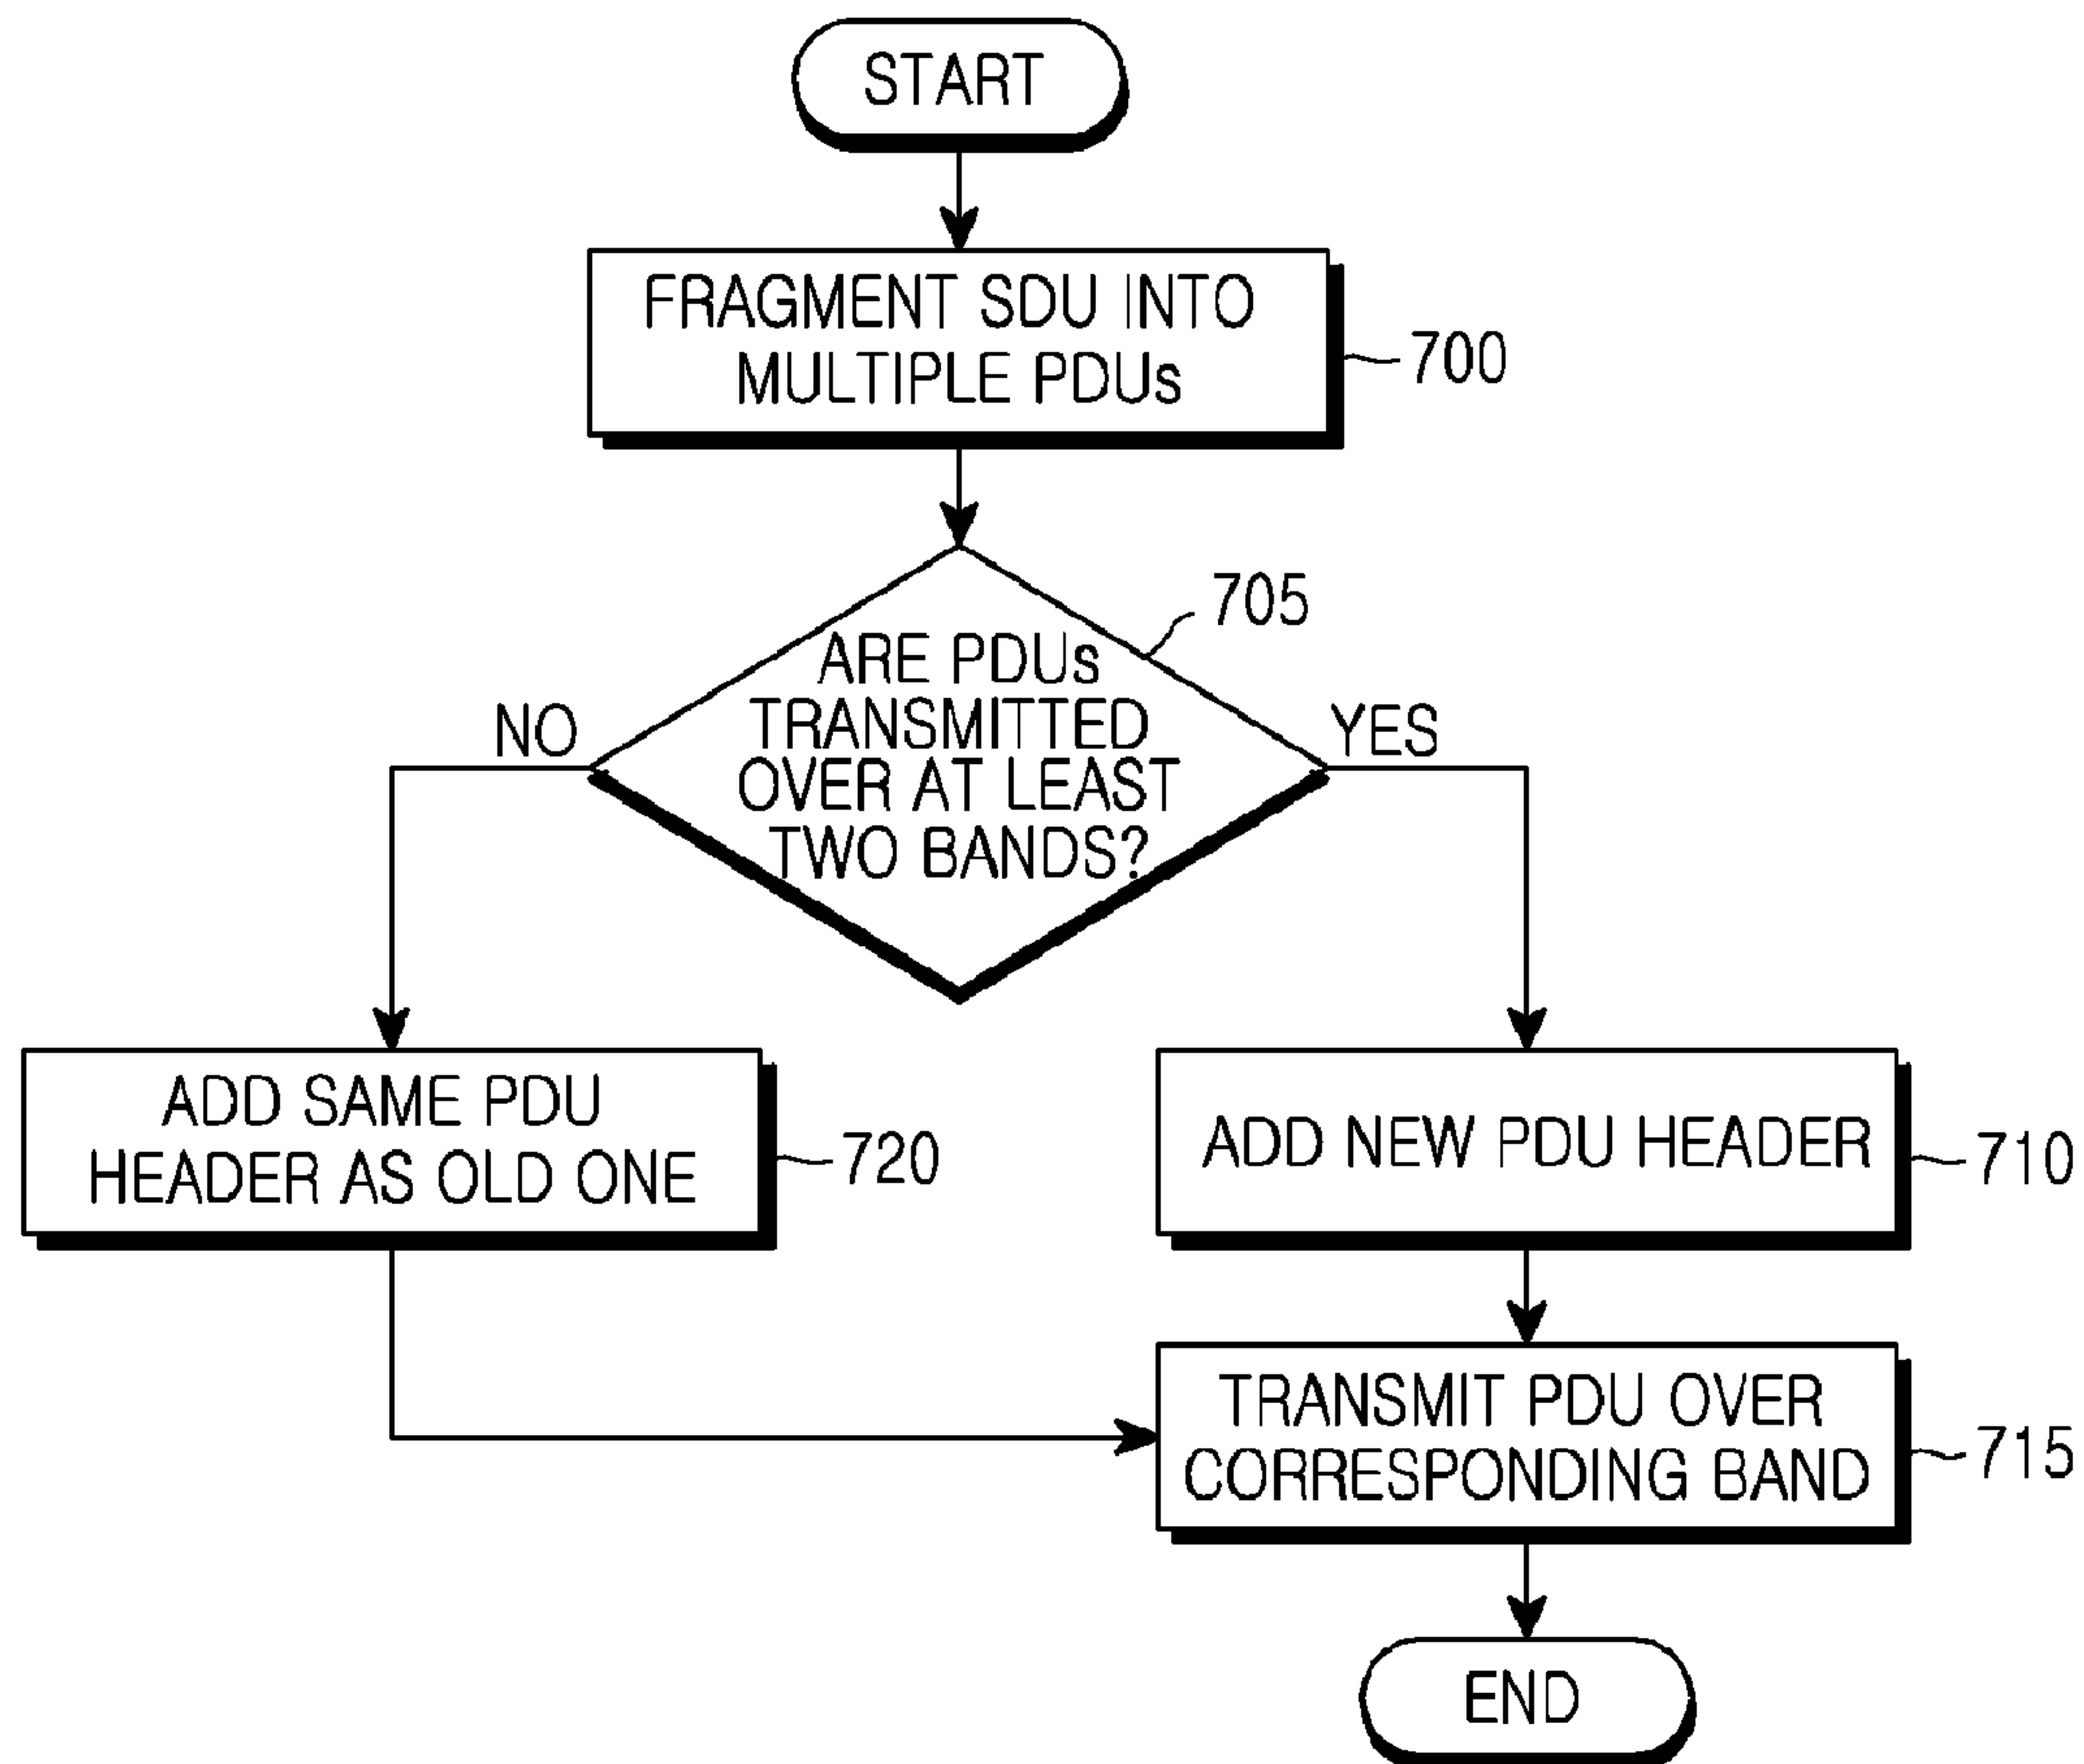 START
FRAGMENT SDU INTO
MULTIPLE PDUs
700
705
ARE PDUs
TRANSMITTED
OVER AT LEAST
TWO BANDS?
NO
YES
ADD SAME PDU
HEADER AS OLD ONE
720
ADD NEW PDU HEADER
710
TRANSMIT PDU OVER
CORRESPONDING BAND
715
END